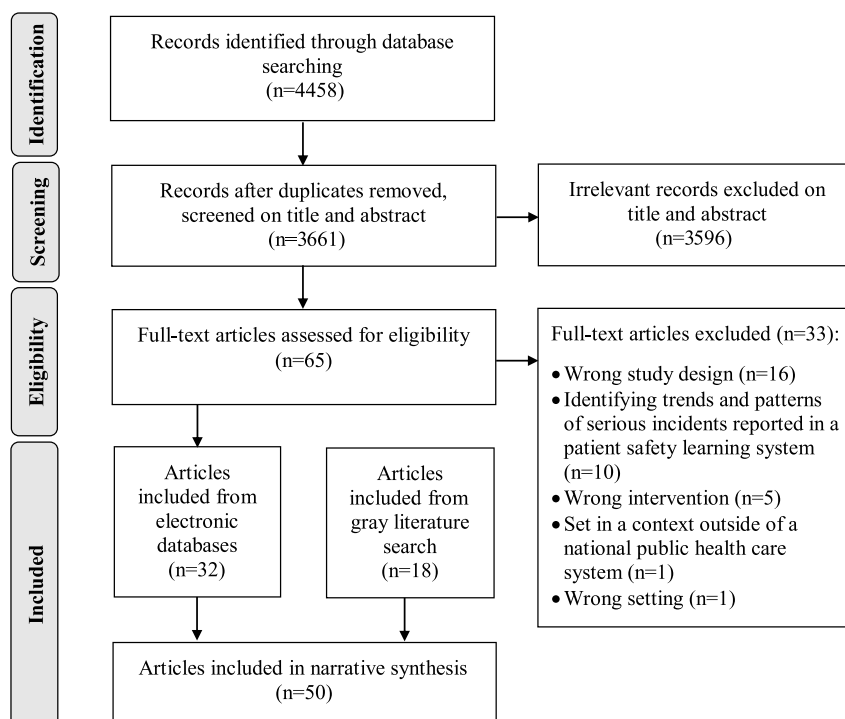 Identification
Records identified through database
searching
(n=4458)
Screening
Records after duplicates removed,
screened on title and abstract
(n=3661)
Irrelevant records excluded on
title and abstract
(n=3596)
Eligibility
Full-text articles assessed for eligibility
(n=65)
Full-text articles excluded (n=33):
• Wrong study design (n=16)
• Identifying trends and patterns
of serious incidents reported in a
patient safety learning system
(n=10)
• Wrong intervention (n=5)
• Set in a context outside of a
national public health care
system (n=1)
• Wrong setting (n=1)
Included
Articles
included from
electronic
databases
(n=32)
Articles
included from
gray literature
search
(n=18)
Articles included in narrative synthesis
(n=50)